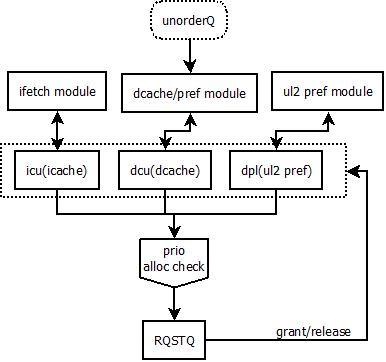 unorderQ
ifetch module
dcache/pref module
ul2 pref module
icu(icache)
dcu(dcache)
dpl(ul2 pref)
prio
alloc check
RQSTQ
grant/release